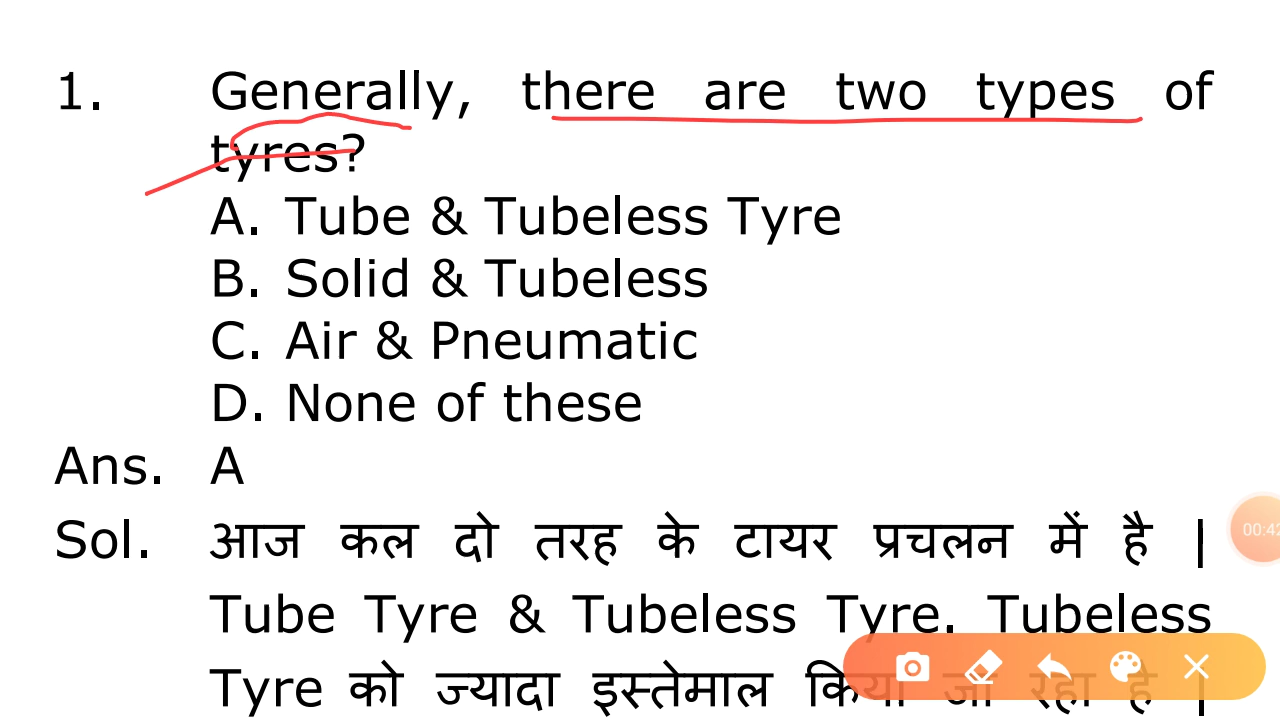 1. Generally, there are two types of
tyres?
A. Tube & Tubeless Tyre
B. Solid & Tubeless
C. Air & Pneumatic
D. None of these
Ans. A
Sol. आज कल दो तरह के टायर प्रचलन में है |
Tube Tyre & Tubeless Tyre. Tubeless
Tyre को ज्यादा इस्तेमाल किया जा रहा है |
00:42